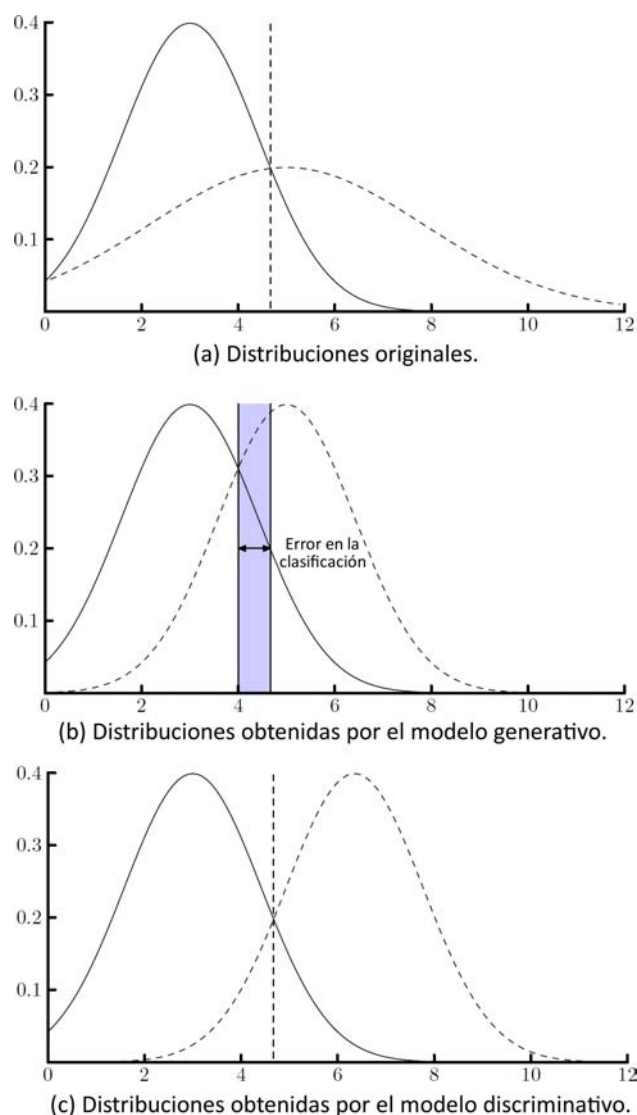 0.4
0.3
0.2
0.1
0 2 4 6 8 10 12
(a) Distribuciones originales.
0.4
0.3
0.2
0.1
Error en la
clasificación
0 2 4 6 8 10 12
(b) Distribuciones obtenidas por el modelo generativo.
0.4
0.3
0.2
0.1
0 2 4 6 8 10 12
(c) Distribuciones obtenidas por el modelo discriminativo.